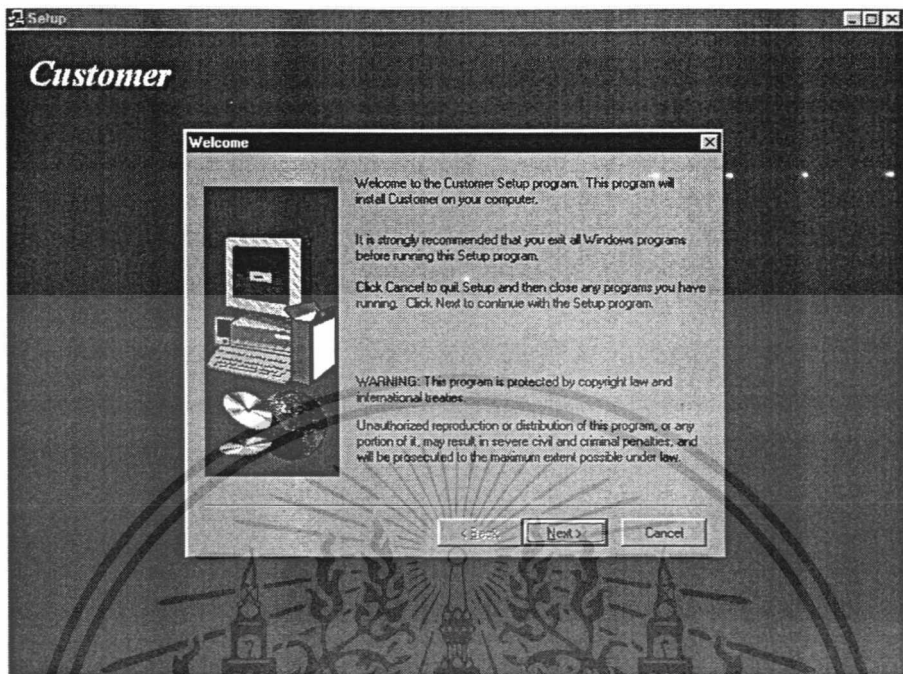 Setup
Customer
Welcome
Welcome to the Customer Setup program. This program will
install Customer on your computer.
It is strongly recommended that you exit all Windows programs
before running this Setup program.
Click Cancel to quit Setup and then close any programs you have
running. Click Next to continue with the Setup program.
WARNING: This program is protected by copyright law and
international treaties.
Unauthorized reproduction or distribution of this program, or any
portion of it, may result in severe civil and criminal penalties, and
will be prosecuted to the maximum extent possible under law.
< Back Next > Cancel